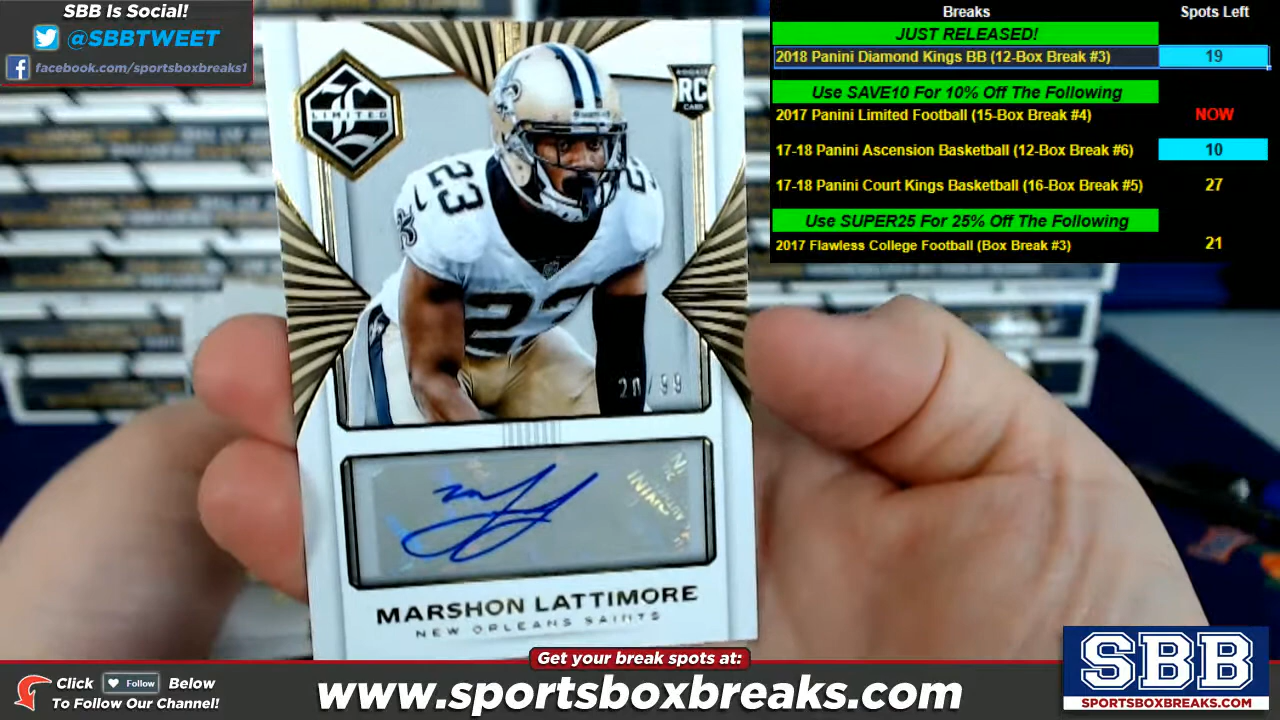 SBB Is Social!
@SBBTWEET
facebook.com/sportsboxbreaks1
Breaks Spots Left
JUST RELEASED!
2018 Panini Diamond Kings BB (12-Box Break #3) 19
Use SAVE10 For 10% Off The Following
2017 Panini Limited Football (15-Box Break #4) NOW
17-18 Panini Ascension Basketball (12-Box Break #6) 10
17-18 Panini Court Kings Basketball (16-Box Break #5) 27
Use SUPER25 For 25% Off The Following
2017 Flawless College Football (Box Break #3) 21
LIMITED
ROOKIE
RC
CARD
23
23
23
20/99
MARSHON LATTIMORE
NEW ORLEANS SAINTS
Get your break spots at:
www.sportsboxbreaks.com
Click Follow Below
To Follow Our Channel!
SBB
SPORTSBOXBREAKS.COM